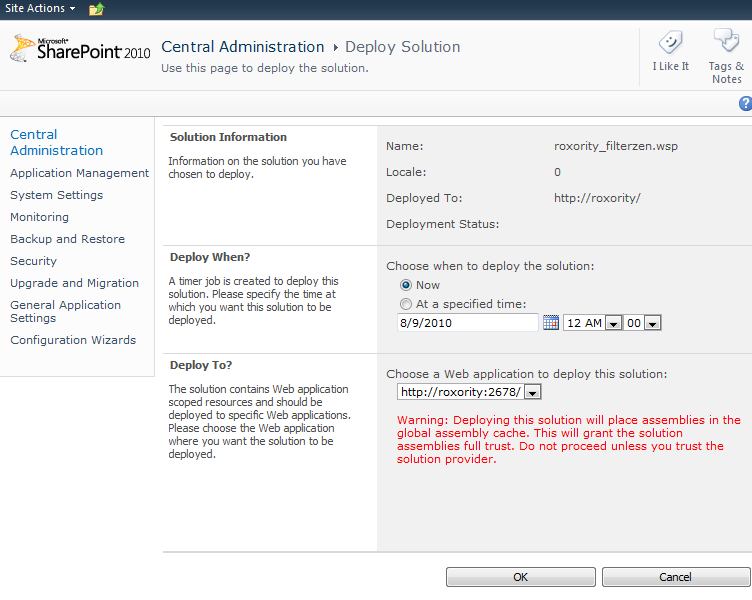 Site Actions
Microsoft®
SharePoint® 2010
Central Administration › Deploy Solution
Use this page to deploy the solution.
I Like It
Tags &
Notes
Central
Administration
Application Management
System Settings
Monitoring
Backup and Restore
Security
Upgrade and Migration
General Application
Settings
Configuration Wizards
Solution Information
Information on the solution you have
chosen to deploy.
Name: roxority_filterzen.wsp
Locale: 0
Deployed To: http://roxority/
Deployment Status:
Deploy When?
A timer job is created to deploy this
solution. Please specify the time at
which you want this solution to be
deployed.
Choose when to deploy the solution:
Now
At a specified time:
8/9/2010 12 AM 00
Deploy To?
The solution contains Web application
scoped resources and should be
deployed to specific Web applications.
Please choose the Web application
where you want the solution to be
deployed.
Choose a Web application to deploy this solution:
http://roxority:2678/
Warning: Deploying this solution will place assemblies in the
global assembly cache. This will grant the solution
assemblies full trust. Do not proceed unless you trust the
solution provider.
OK Cancel